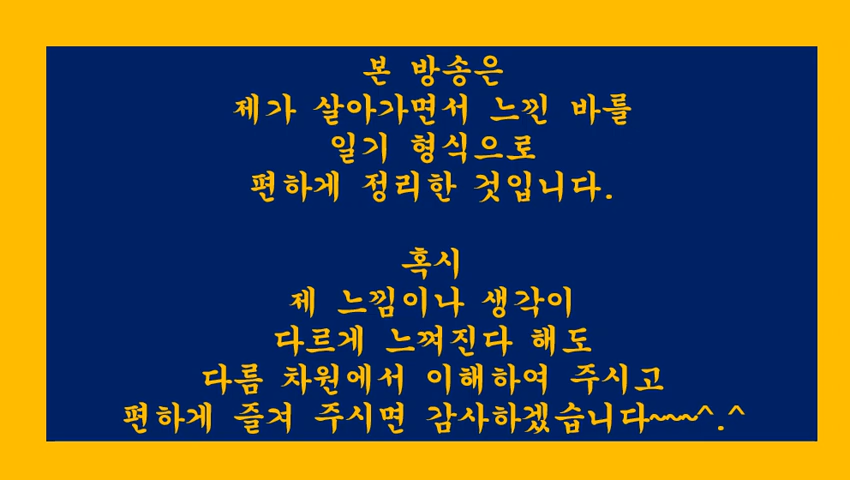 본 방송은
제가 살아가면서 느낀 바를
일기 형식으로
편하게 정리한 것입니다.
혹시
제 느낌이나 생각이
다르게 느껴진다 해도
다름 차원에서 이해하여 주시고
편하게 즐겨 주시면 감사하겠습니다~~~^.^